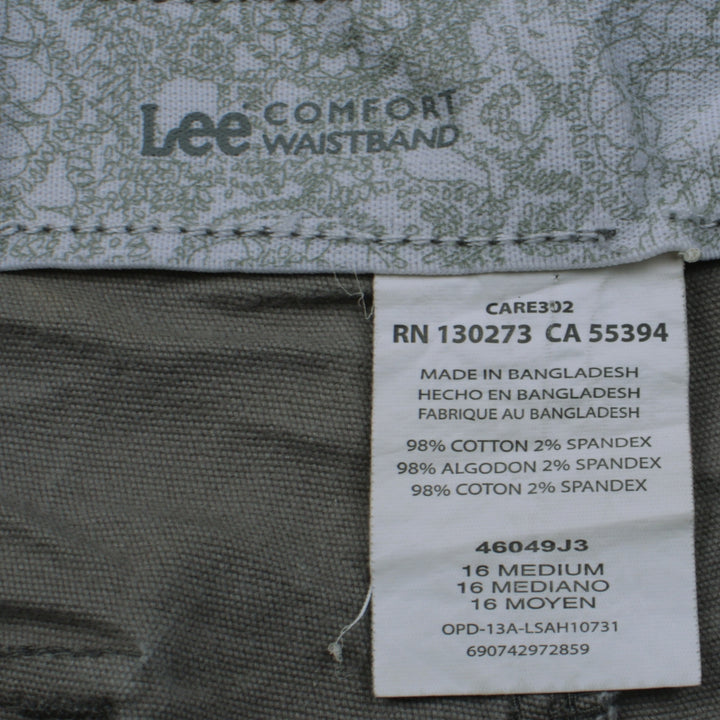 Lee COMFORT
WAISTBAND
CARE302
RN 130273 CA 55394
MADE IN BANGLADESH
HECHO EN BANGLADESH
FABRIQUE AU BANGLADESH
98% COTTON 2% SPANDEX
98% ALGODON 2% SPANDEX
98% COTON 2% SPANDEX
46049J3
16 MEDIUM
16 MEDIANO
16 MOYEN
OPD-13A-LSAH10731
690742972859